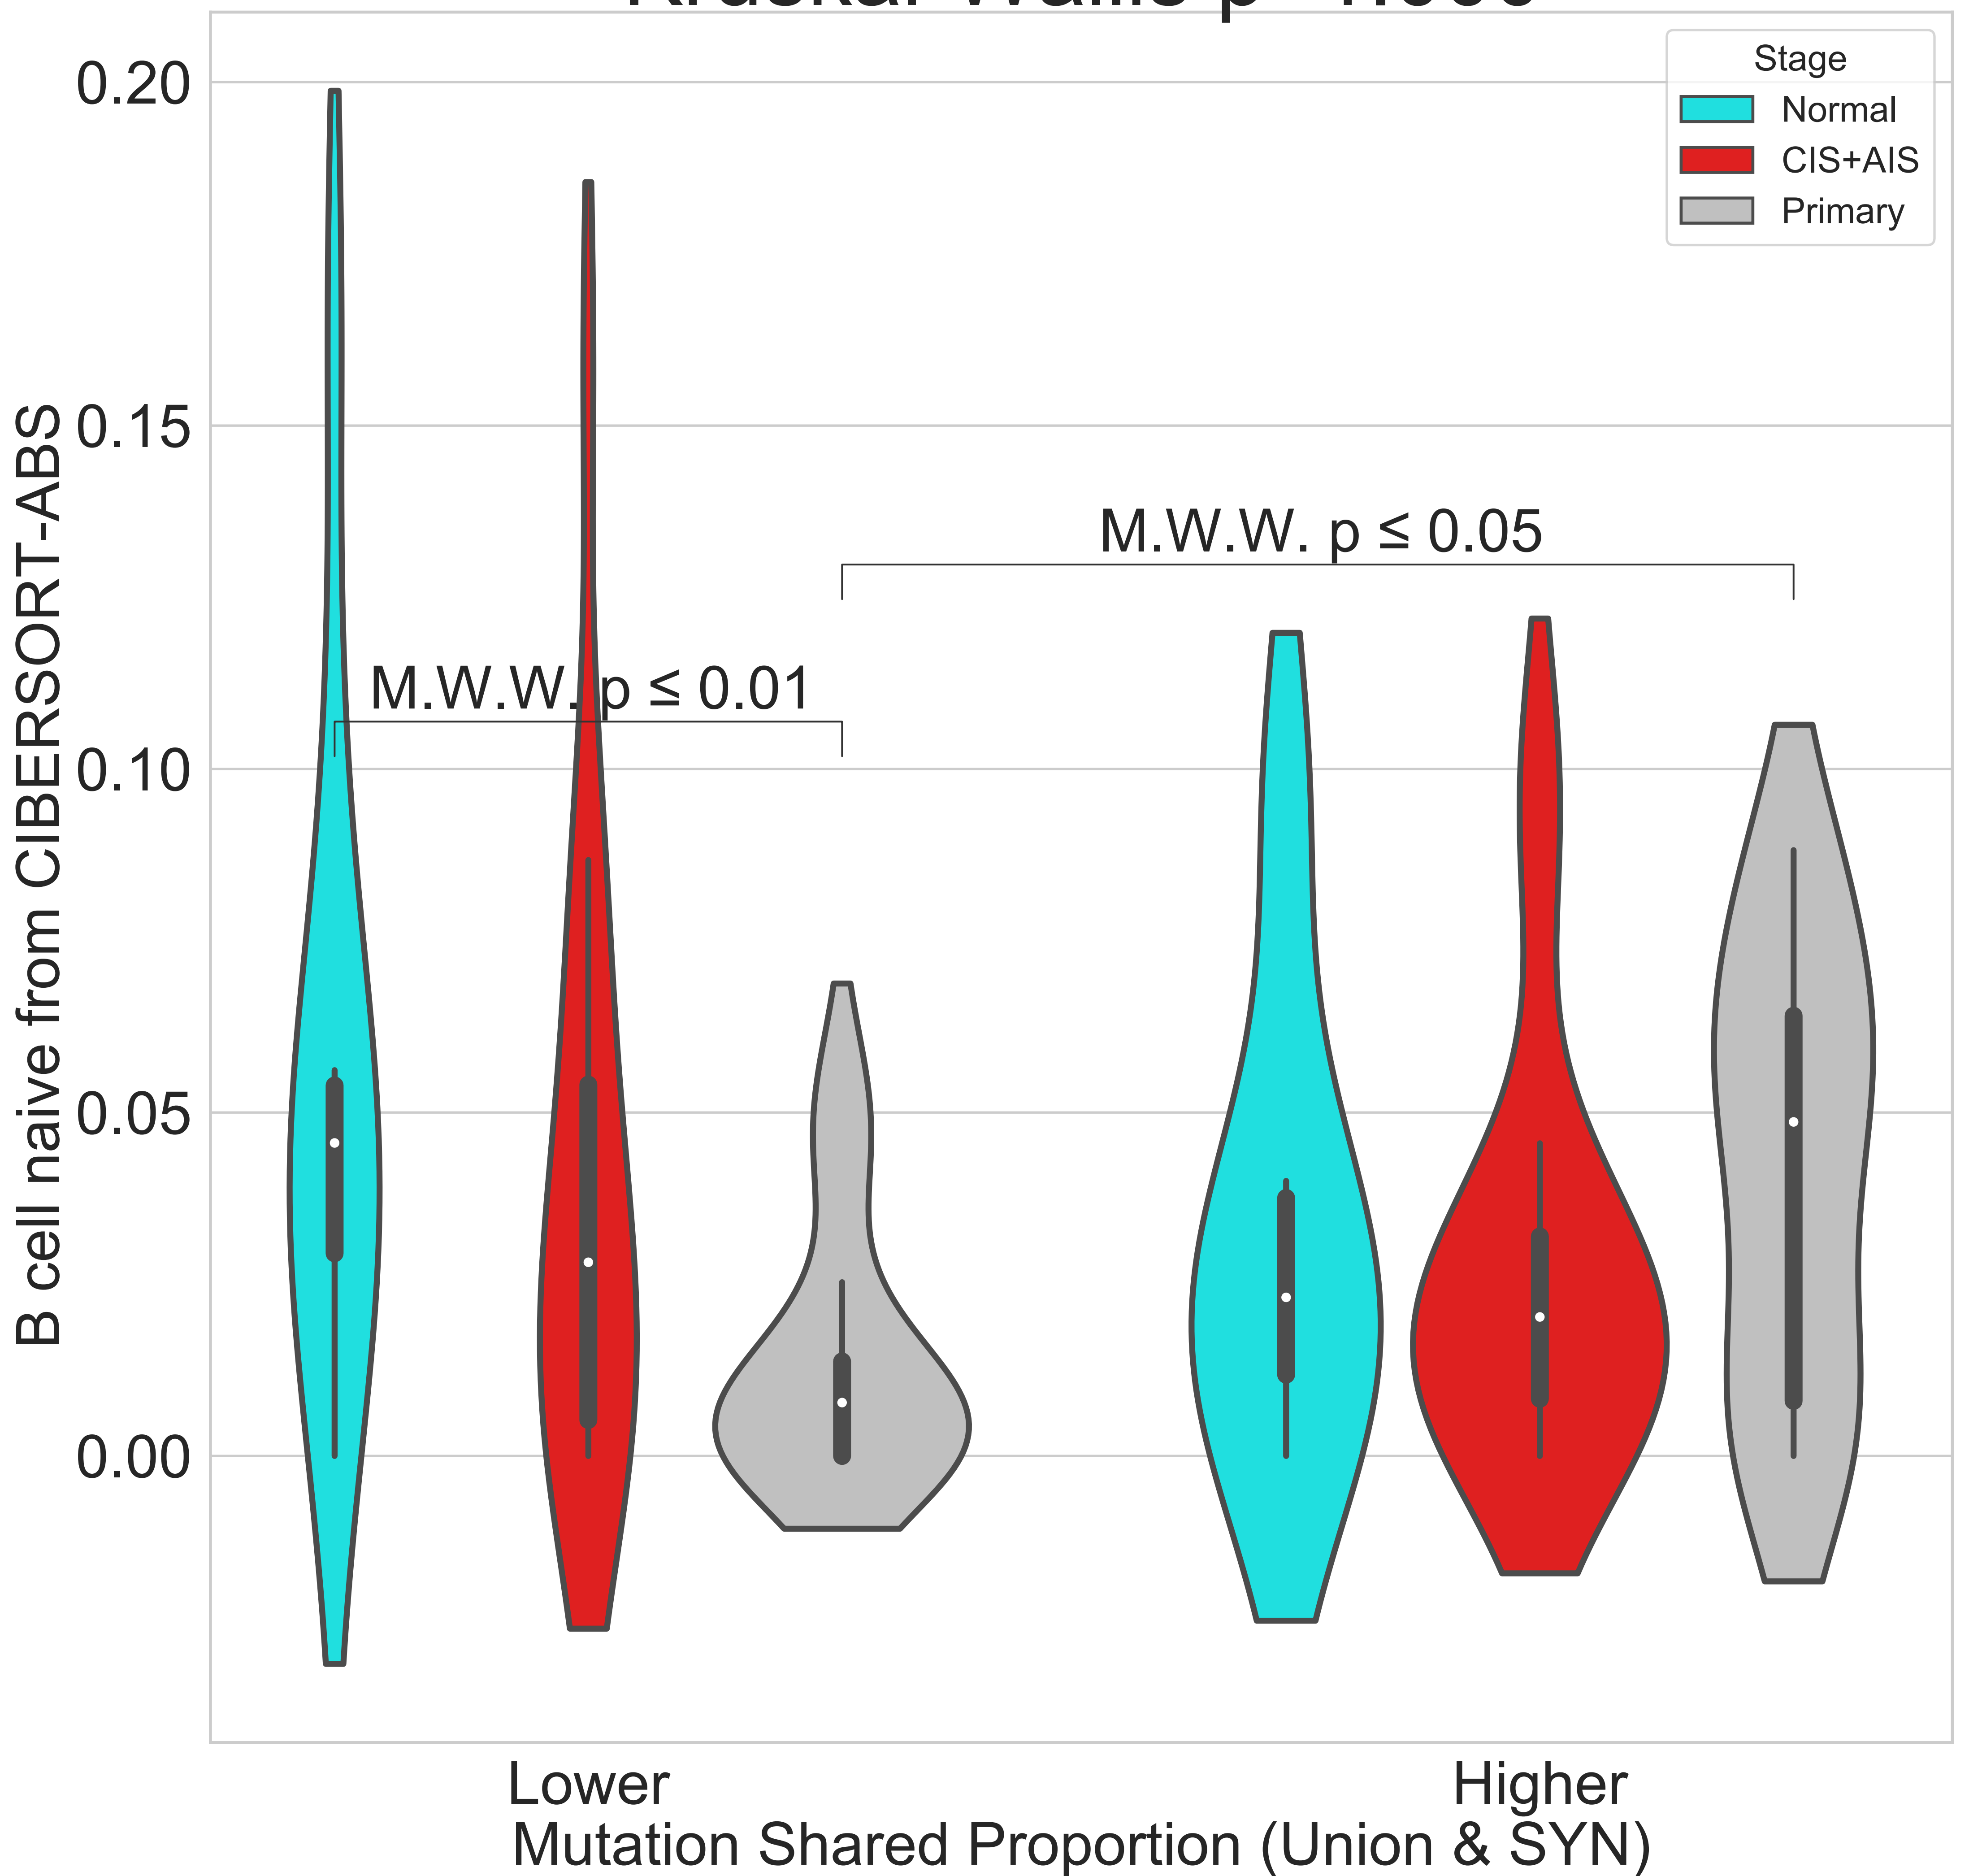 Stage
Normal
CIS+AIS
Primary
0.20
0.15
0.10
0.05
0.00
B cell naive from CIBERSORT-ABS
M.W.W. p ≤ 0.05
M.W.W. p ≤ 0.01
Lower
Higher
Mutation Shared Proportion (Union & SYN)